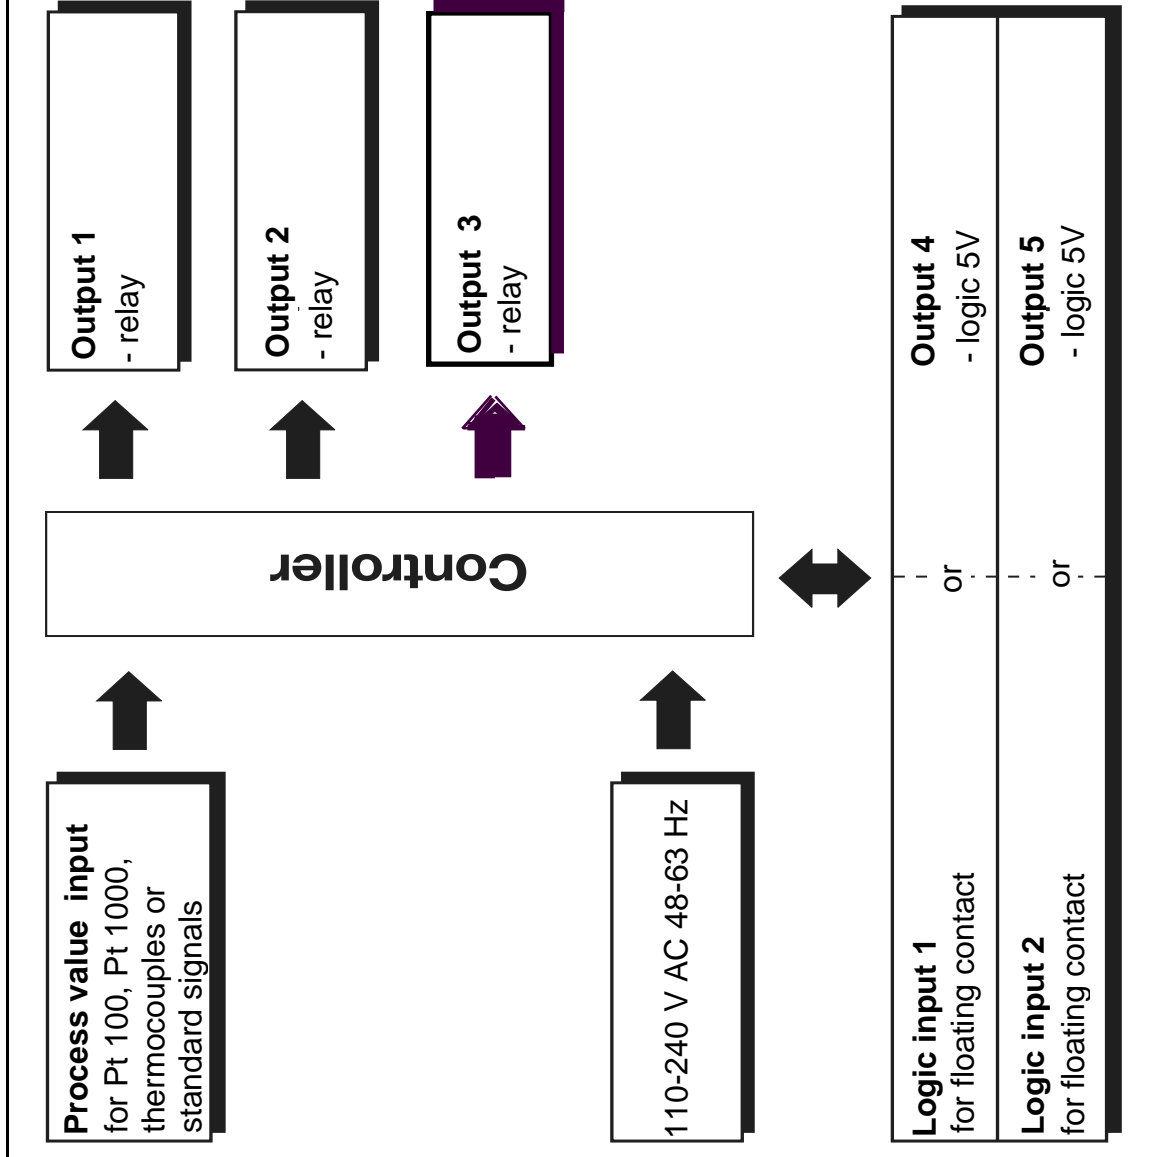 Process value input
for Pt 100, Pt 1000,
thermocouples or
standard signals
Controller
Output 1
- relay
Output 2
- relay
Output 3
- relay
110-240 V AC 48-63 Hz
Logic input 1
for floating contact
or
Output 4
- logic 5V
Logic input 2
for floating contact
or
Output 5
- logic 5V